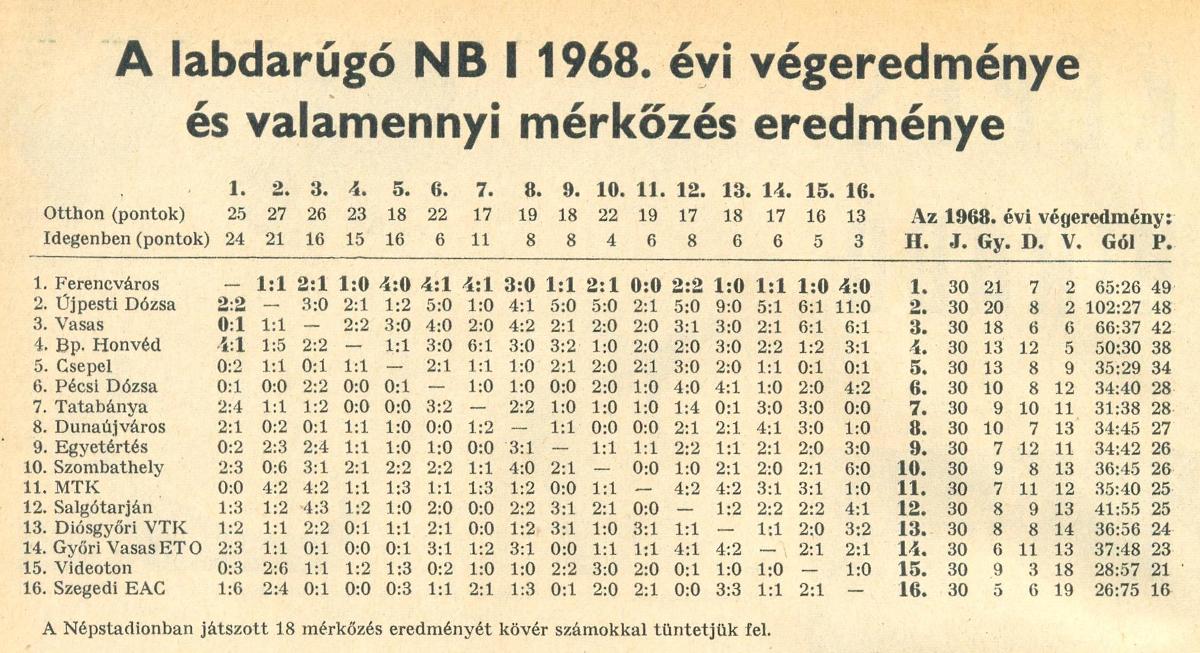 A labdarúgó NB I 1968. évi végeredménye
és valamennyi mérkőzés eredménye
1. 2. 3. 4. 5. 6. 7. 8. 9. 10. 11. 12. 13. 14. 15. 16.
Otthon (pontok) 25 27 26 23 18 22 17 19 18 22 19 17 18 17 16 13 Az 1968. évi végeredmény:
Idegenben (pontok) 24 21 16 15 16 6 11 8 8 4 6 8 6 6 5 3 H. J. Gy. D. V. Gól P.
1. Ferencváros — 1:1 2:1 1:0 4:0 4:1 4:1 3:0 1:1 2:1 0:0 2:2 1:0 1:1 1:0 4:0 1. 30 21 7 2 65:26 49
2. Újpesti Dózsa 2:2 — 3:0 2:1 1:2 5:0 1:0 4:1 5:0 5:0 2:1 5:0 9:0 5:1 6:1 11:0 2. 30 20 8 2 102:27 48
3. Vasas 0:1 1:1 — 2:2 3:0 4:0 2:0 4:2 2:1 2:0 2:0 3:1 3:0 2:1 6:1 6:1 3. 30 18 6 6 66:37 42
4. Bp. Honvéd 4:1 1:5 2:2 — 1:1 3:0 6:1 3:0 3:2 1:0 2:0 2:0 3:0 2:2 1:2 3:1 4. 30 13 12 5 50:30 38
5. Csepel 0:2 1:1 0:1 1:1 — 2:1 1:1 1:0 2:1 2:0 2:1 3:0 2:0 1:1 0:1 0:1 5. 30 13 8 9 35:29 34
6. Pécsi Dózsa 0:1 0:0 2:2 0:0 0:1 — 1:0 1:0 0:0 2:0 1:0 4:0 4:1 1:0 2:0 4:2 6. 30 10 8 12 34:40 28
7. Tatabánya 2:4 1:1 1:2 0:0 0:0 3:2 — 2:2 1:0 1:0 1:0 1:4 0:1 3:0 3:0 0:0 7. 30 9 10 11 31:38 28
8. Dunaújváros 2:1 0:2 0:1 1:1 1:0 0:0 1:2 — 1:1 0:0 0:0 2:1 2:1 4:1 3:0 1:0 8. 30 10 7 13 34:45 27
9. Egyetértés 0:2 2:3 2:4 1:1 1:0 1:0 0:0 3:1 — 1:1 1:1 2:2 1:1 2:1 2:0 3:0 9. 30 7 12 11 34:42 26
10. Szombathely 2:3 0:6 3:1 2:1 2:2 2:2 1:1 4:0 2:1 — 0:0 1:0 2:1 2:0 2:1 6:0 10. 30 9 8 13 36:45 26
11. MTK 0:0 4:2 4:2 1:1 1:3 1:1 1:3 1:2 0:0 1:1 — 4:2 4:2 3:1 3:1 1:0 11. 30 7 11 12 35:40 25
12. Salgótarján 1:3 1:2 4:3 1:2 1:0 2:0 0:0 2:2 3:1 2:1 0:0 — 1:2 2:2 2:2 4:1 12. 30 8 9 13 41:55 25
13. Diósgyőri VTK 1:2 1:1 2:2 0:1 1:1 2:1 0:0 1:2 3:1 1:0 3:1 1:1 — 1:1 2:0 3:2 13. 30 8 8 14 36:56 24
14. Győri Vasas ETO 2:3 1:1 0:1 0:0 0:1 3:1 1:2 3:1 0:0 1:1 1:1 4:1 4:2 — 2:1 2:1 14. 30 6 11 13 37:48 23
15. Videoton 0:3 2:6 1:1 1:2 1:3 0:2 1:0 1:0 2:2 3:0 2:0 0:1 1:0 1:0 — 1:0 15. 30 9 3 18 28:57 21
16. Szegedi EAC 1:6 2:4 0:1 0:0 0:3 1:1 2:1 1:3 0:1 2:0 2:1 0:0 3:3 1:1 2:1 — 16. 30 5 6 19 26:75 16
A Népstadionban játszott 18 mérkőzés eredményét kövér számokkal tüntetjük fel.